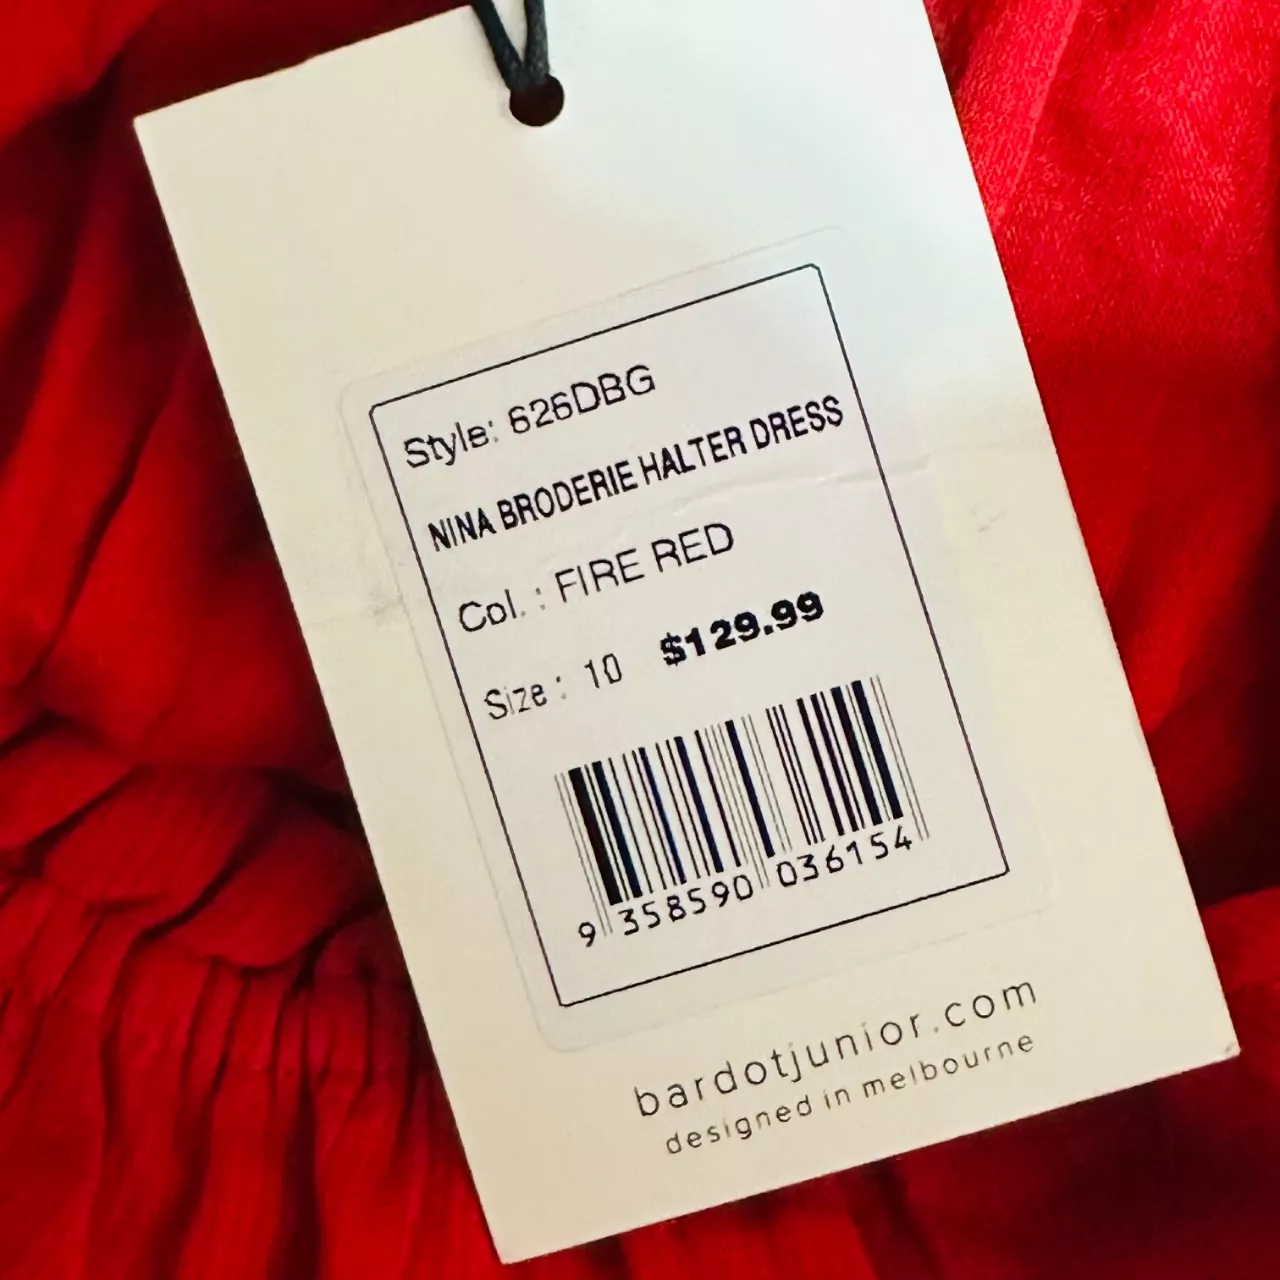 Style: 626DBG
NINA BRODERIE HALTER DRESS
Col. : FIRE RED
Size : 10 $129.99
9 358590 036154
bardotjunior.com
designed in melbourne